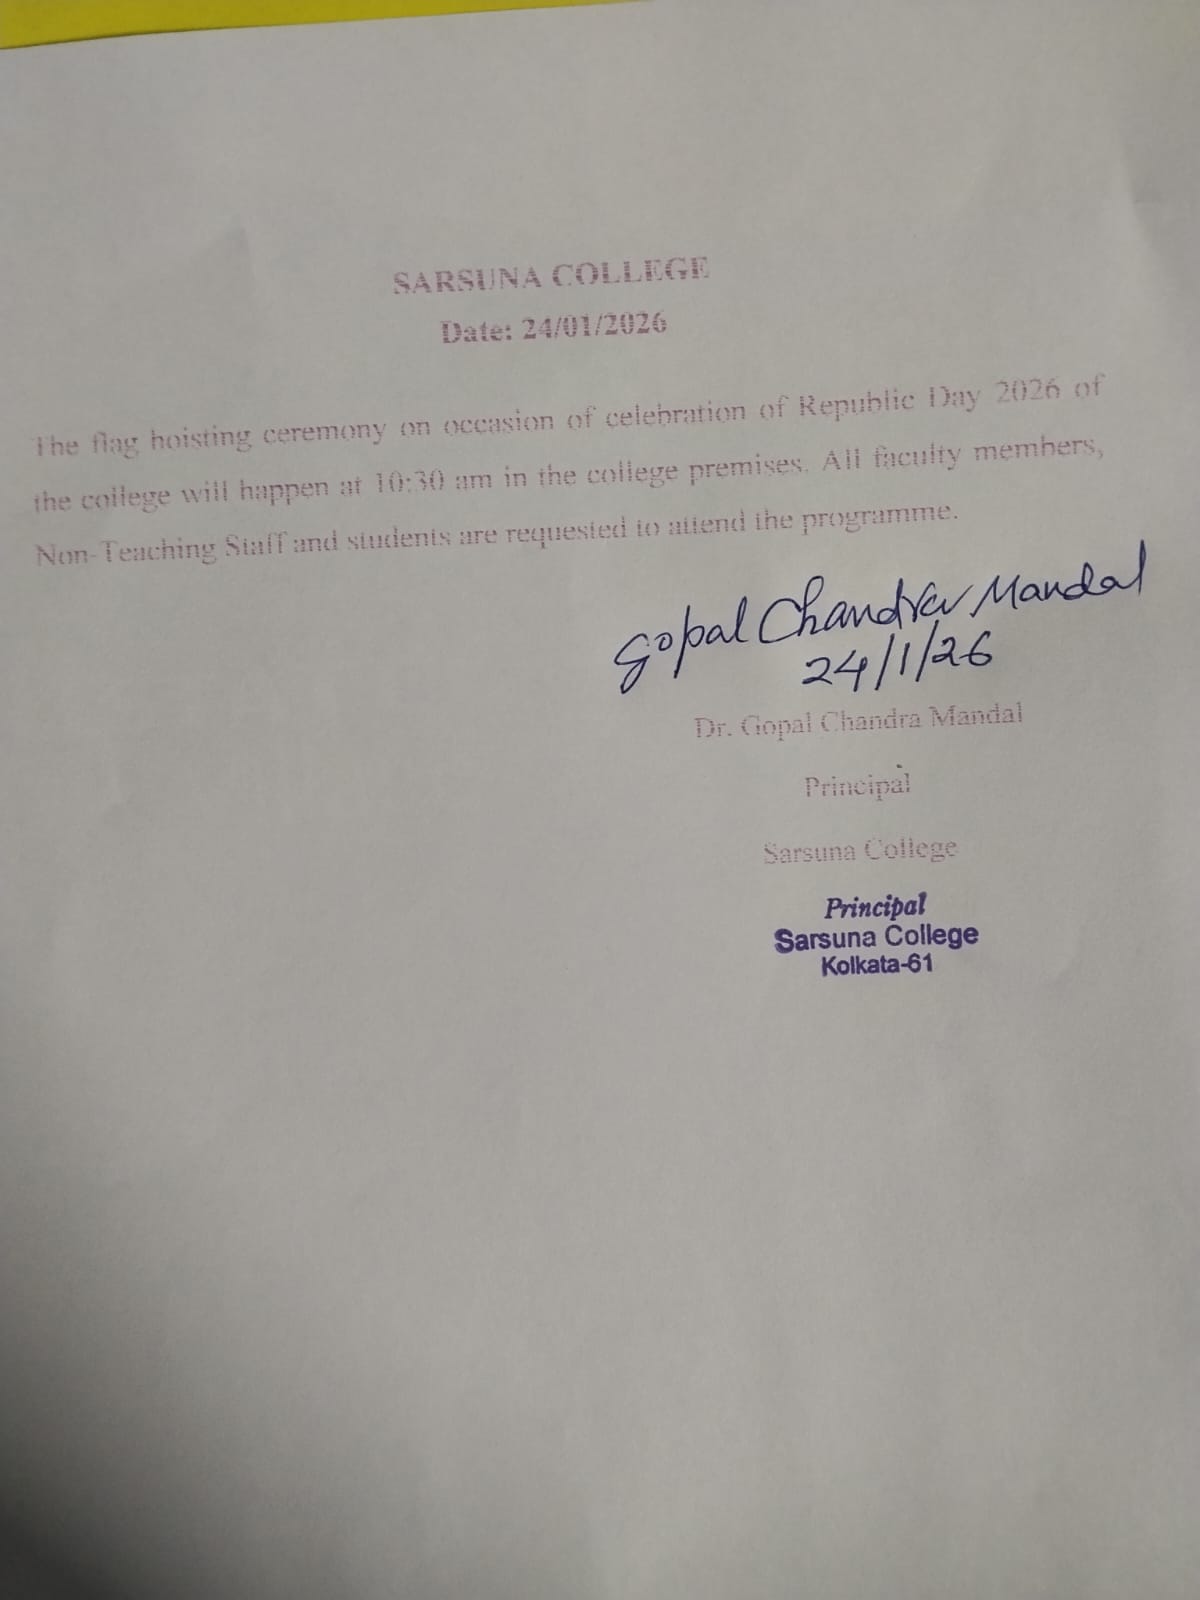 SARSUNA COLLEGE
Date: 24/01/2026
The flag hoisting ceremony on occasion of celebration of Republic Day 2026 of
the college will happen at 10:30 am in the college premises. All faculty members,
Non-Teaching Staff and students are requested to attend the programme.
Gopal Chandra Mandal
24/1/26
Dr. Gopal Chandra Mandal
Principal
Sarsuna College
Principal
Sarsuna College
Kolkata-61